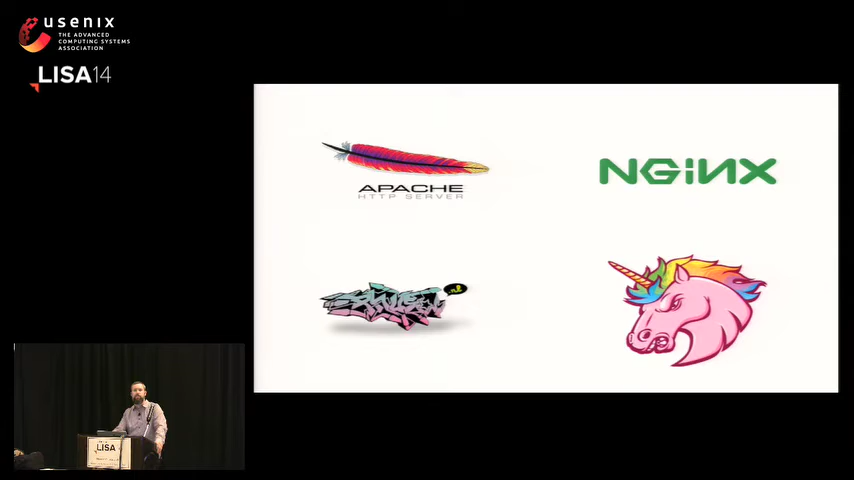 usenix
THE ADVANCED
COMPUTING SYSTEMS
ASSOCIATION
LISA14
APACHE
HTTP SERVER
NGINX
LISA